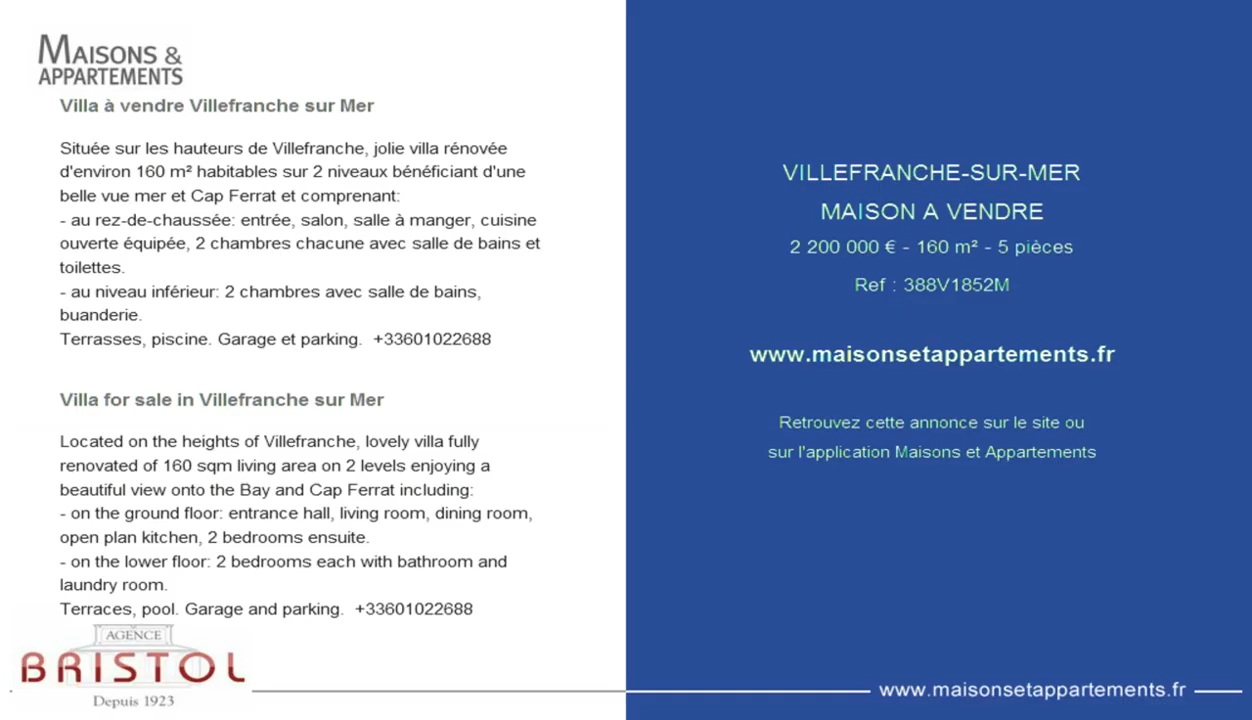 MAISONS &
APPARTEMENTS
Villa à vendre Villefranche sur Mer
Située sur les hauteurs de Villefranche, jolie villa rénovée
d'environ 160 m² habitables sur 2 niveaux bénéficiant d'une
belle vue mer et Cap Ferrat et comprenant:
- au rez-de-chaussée: entrée, salon, salle à manger, cuisine
ouverte équipée, 2 chambres chacune avec salle de bains et
toilettes.
- au niveau inférieur: 2 chambres avec salle de bains,
buanderie.
Terrasses, piscine. Garage et parking.  +33601022688
Villa for sale in Villefranche sur Mer
Located on the heights of Villefranche, lovely villa fully
renovated of 160 sqm living area on 2 levels enjoying a
beautiful view onto the Bay and Cap Ferrat including:
- on the ground floor: entrance hall, living room, dining room,
open plan kitchen, 2 bedrooms ensuite.
- on the lower floor: 2 bedrooms each with bathroom and
laundry room.
Terraces, pool. Garage and parking.  +33601022688
AGENCE
BRISTOL
Depuis 1923
VILLEFRANCHE-SUR-MER
MAISON A VENDRE
2 200 000 € - 160 m² - 5 pièces
Ref : 388V1852M
www.maisonsetappartements.fr
Retrouvez cette annonce sur le site ou
sur l'application Maisons et Appartements
www.maisonsetappartements.fr